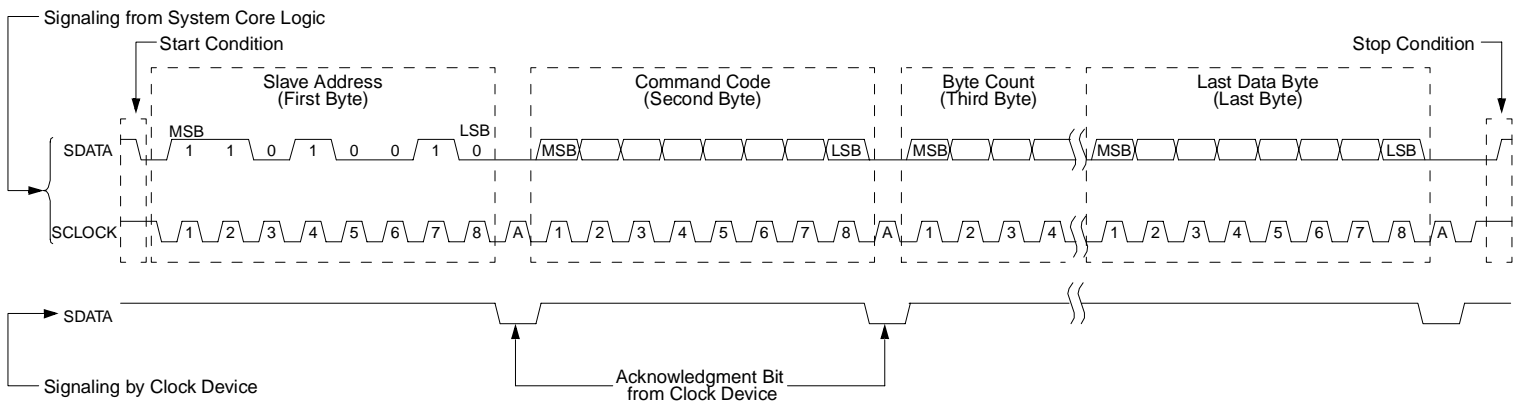 Signaling from System Core Logic
Start Condition
Stop Condition
Slave Address
(First Byte)
Command Code
(Second Byte)
Byte Count
(Third Byte)
Last Data Byte
(Last Byte)
MSB
LSB
SDATA
1 1 0 1 0 0 1 0
MSB
LSB
MSB
MSB
LSB
SCLOCK
1 2 3 4 5 6 7 8 A 1 2 3 4 5 6 7 8 A 1 2 3 4 1 2 3 4 5 6 7 8 A
SDATA
Signaling by Clock Device
Acknowledgment Bit
from Clock Device